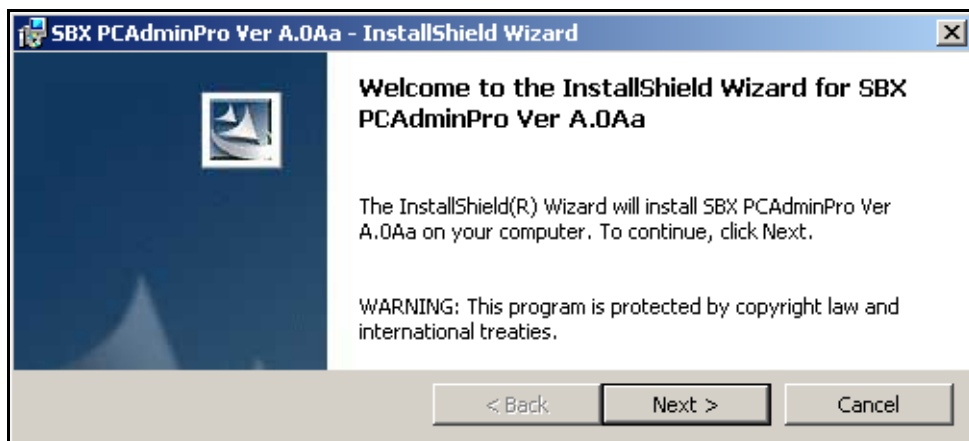 SBX PCAdminPro Ver A.0Aa - InstallShield Wizard
Welcome to the InstallShield Wizard for SBX
PCAdminPro Ver A.0Aa
The InstallShield(R) Wizard will install SBX PCAdminPro Ver
A.0Aa on your computer. To continue, click Next.
WARNING: This program is protected by copyright law and
international treaties.
< Back
Next >
Cancel